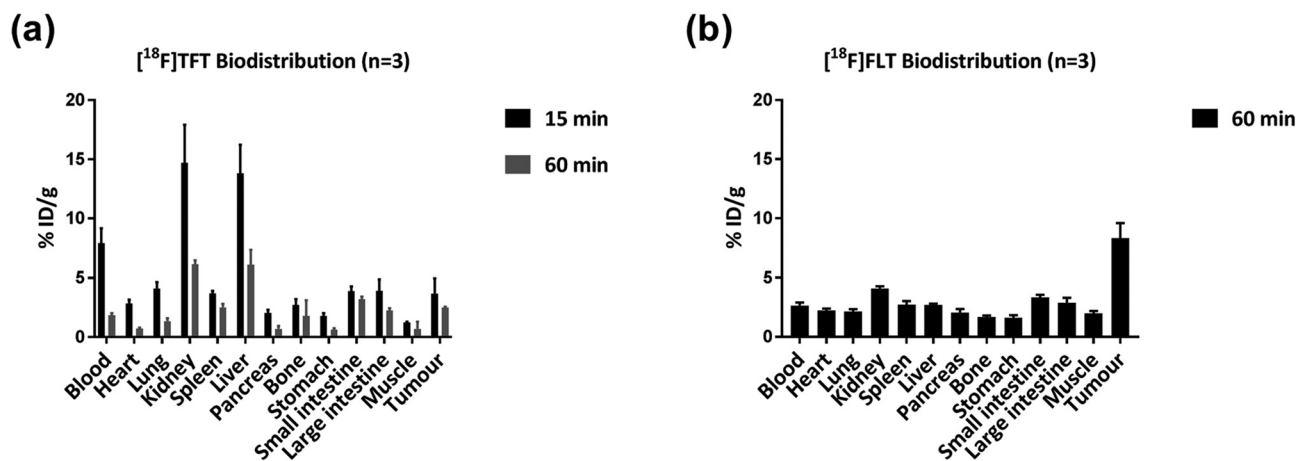 (a)
[¹⁸F]TFT Biodistribution (n=3)
% ID/g
20
15
10
5
0
15 min
60 min
Blood
Heart
Lung
Kidney
Spleen
Liver
Pancreas
Bone
Stomach
Small intestine
Large intestine
Muscle
Tumour
(b)
[¹⁸F]FLT Biodistribution (n=3)
% ID/g
20
15
10
5
0
60 min
Blood
Heart
Lung
Kidney
Spleen
Liver
Pancreas
Bone
Stomach
Small intestine
Large intestine
Muscle
Tumour